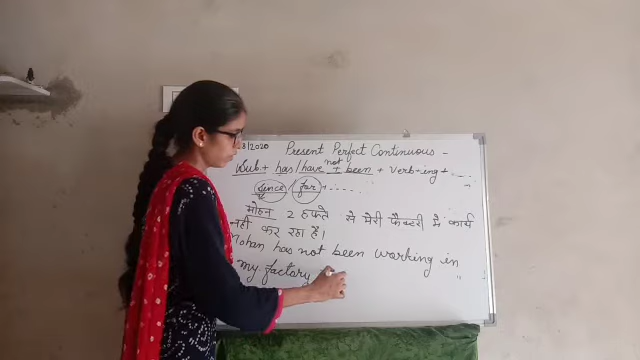 8/2020 Present Perfect Continuous -
not
Sub + has/have + been + Verb-ing + ....
since / for + .....
मोहन 2 हफ्ते से मेरी फैक्टरी में कार्य
नहीं कर रहा है।
Mohan has not been working in
my factory